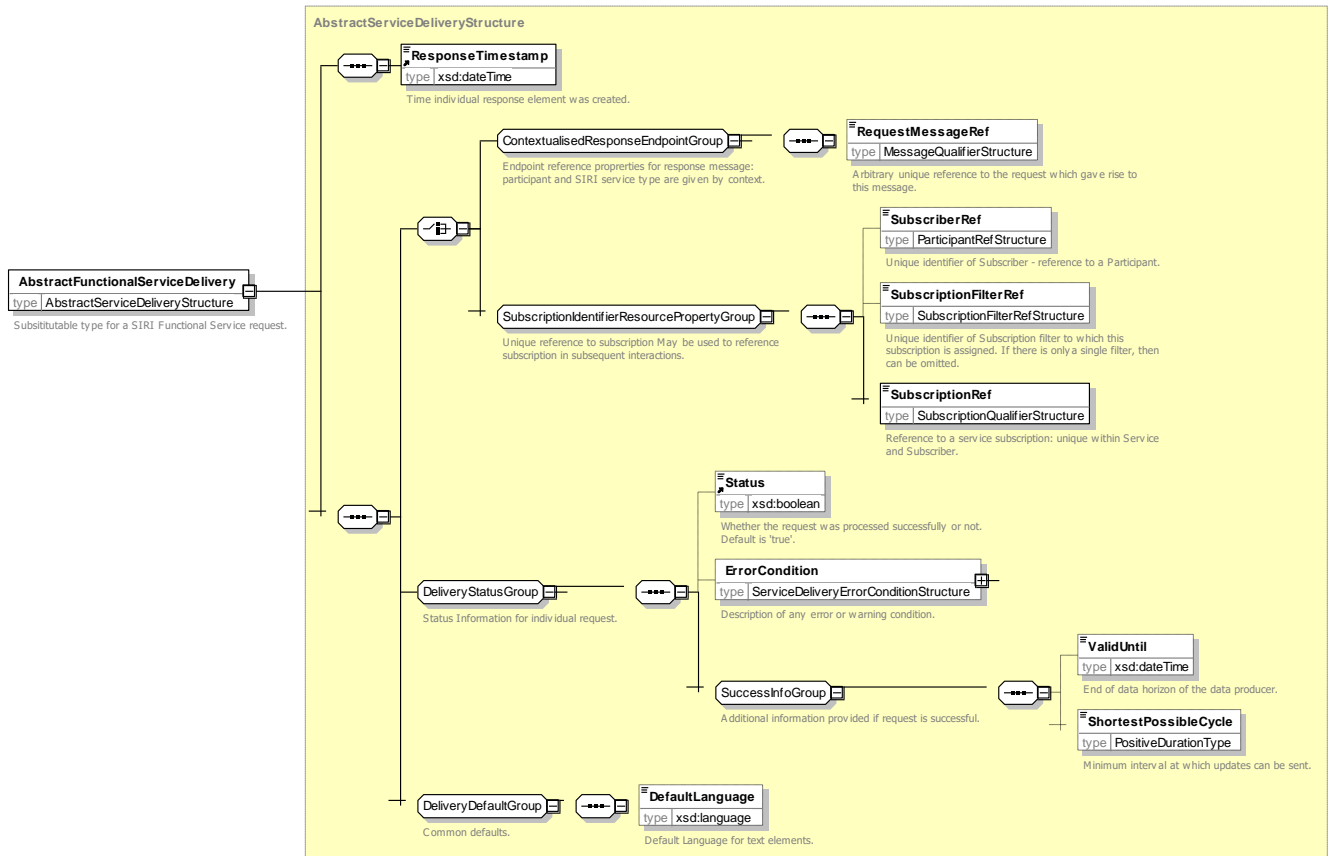 AbstractServiceDeliveryStructure
ResponseTimestamp
type xsd:dateTime
Time individual response element was created.
ContextualisedResponseEndpointGroup
Endpoint reference proprerties for response message:
participant and SIRI service type are given by context.
RequestMessageRef
type MessageQualifierStructure
Arbitrary unique reference to the request which gave rise to
this message.
SubscriberRef
type ParticipantRefStructure
Unique identifier of Subscriber - reference to a Participant.
AbstractFunctionalServiceDelivery
type AbstractServiceDeliveryStructure
Subsititutable type for a SIRI Functional Service request.
SubscriptionIdentifierResourcePropertyGroup
Unique reference to subscription May be used to reference
subscription in subsequent interactions.
SubscriptionFilterRef
type SubscriptionFilterRefStructure
Unique identifier of Subscription filter to which this
subscription is assigned. If there is only a single filter, then
can be omitted.
SubscriptionRef
type SubscriptionQualifierStructure
Reference to a service subscription: unique within Service
and Subscriber.
Status
type xsd:boolean
Whether the request was processed successfully or not.
Default is 'true'.
DeliveryStatusGroup
Status Information for individual request.
ErrorCondition
type ServiceDeliveryErrorConditionStructure
Description of any error or warning condition.
SuccessInfoGroup
Additional information provided if request is successful.
ValidUntil
type xsd:dateTime
End of data horizon of the data producer.
ShortestPossibleCycle
type PositiveDurationType
Minimum interval at which updates can be sent.
DeliveryDefaultGroup
Common defaults.
DefaultLanguage
type xsd:language
Default Language for text elements.